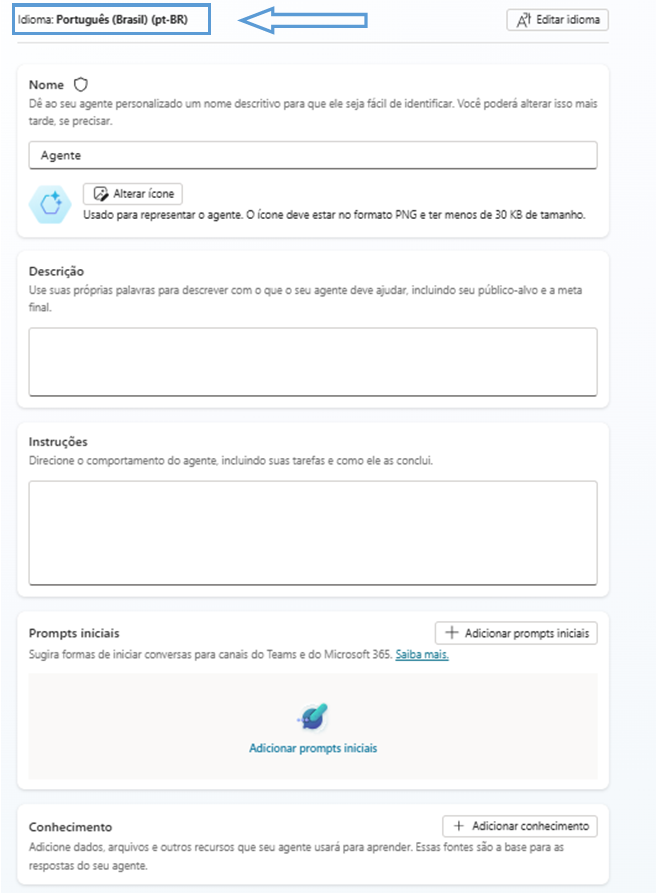 Idioma: Português (Brasil) (pt-BR)
Editar idioma
Nome
Dê ao seu agente personalizado um nome descritivo para que ele seja fácil de identificar. Você poderá alterar isso mais
tarde, se precisar.
Agente
Alterar ícone
Usado para representar o agente. O ícone deve estar no formato PNG e ter menos de 30 KB de tamanho.
Descrição
Use suas próprias palavras para descrever com o que o seu agente deve ajudar, incluindo seu público-alvo e a meta
final.
Instruções
Direcione o comportamento do agente, incluindo suas tarefas e como ele as conclui.
Prompts iniciais
Adicionar prompts iniciais
Sugira formas de iniciar conversas para canais do Teams e do Microsoft 365. Saiba mais.
Adicionar prompts iniciais
Conhecimento
Adicionar conhecimento
Adicione dados, arquivos e outros recursos que seu agente usará para aprender. Essas fontes são a base para as
respostas do seu agente.